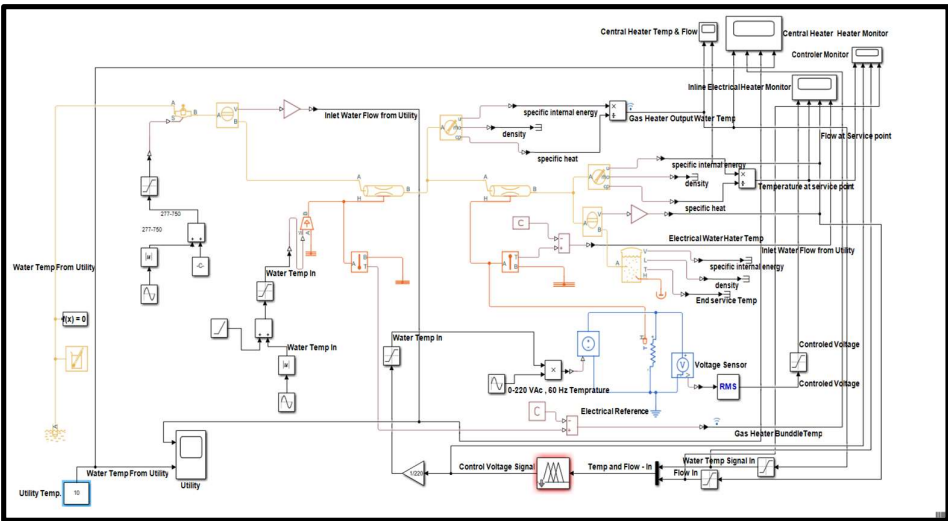 Central Heater Temp & Flow
Central Heater Heater Monitor
Controler Monitor
Inline Electrical Heater Monitor
Inlet Water Flow from Utility
specific internal energy
density
specific heat
Gas Heater Output Water Temp
Flow at Service point
specific internal energy
density
Temperature at service point
specific heat
277-750
277-750
-C-
|u|
Water Temp From Utility
Water Temp In
C
Electrical Water Hater Temp
Inlet Water Flow from Utility
specific internal energy
density
End service Temp
f(x) = 0
Water Temp In
|u|
Water Temp In
0-220 VAc , 60 Hz Temprature
Voltage Sensor
RMS
Controled Voltage
Controled Voltage
C
Electrical Reference
Gas Heater BunddleTemp
Utility
Water Temp From Utility
Utility Temp.
10
1/220
Control Voltage Signal
Temp and Flow - In
Water Temp Signal In
Flow In